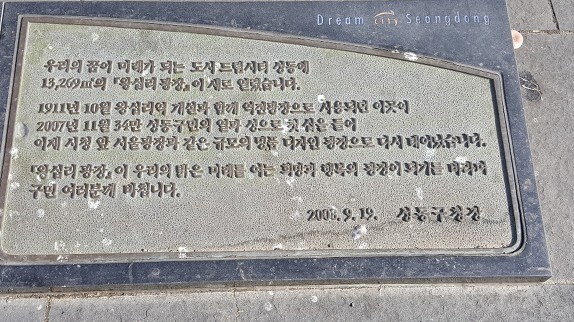 Dream city Seongdong
우리의 꿈이 미래가 되는 도시 드림시티 성동에
13,269㎡의 『왕십리 광장』이 새로 열렸습니다.
1911년 10월 왕십리역 개설과 함께 역전광장으로 사용되던 이곳이
2007년 11월 34만 성동구민의 얼과 정으로 첫 삽을 들어
이제 시청 앞 서울광장과 같은 규모의 명품 디자인 광장으로 다시 태어났습니다.
『왕십리 광장』이 우리의 밝은 미래를 여는 희망과 행복의 광장이 되기를 바라며
구민 여러분께 바칩니다.
2008. 9. 19. 성동구청장